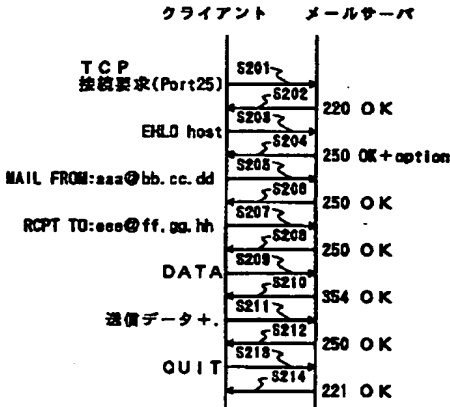 クライアント メールサーバ
TCP
接続要求(Port25)
S201
S202
220 OK
S203
EHLO host
S204
250 OK+option
S205
MAIL FROM:aaa@bb.cc.dd
S206
250 OK
S207
RCPT TO:eee@ff.gg.hh
S208
250 OK
S209
DATA
S210
354 OK
S211
送信データ+.
S212
250 OK
S213
QUIT
S214
221 OK